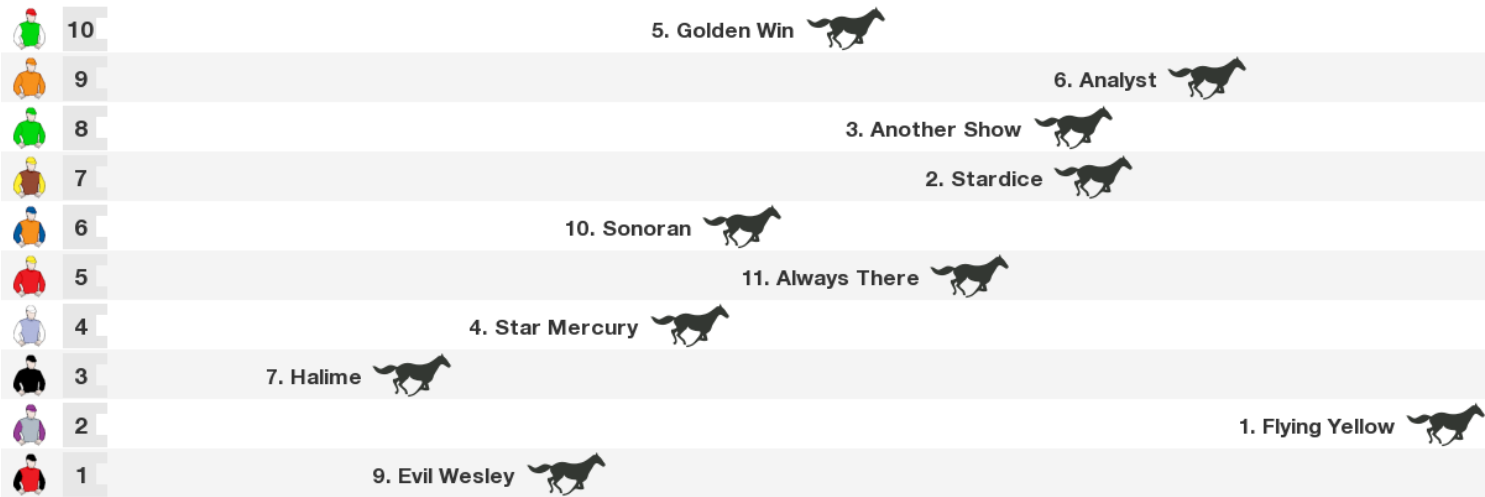 10 5. Golden Win
9 6. Analyst
8 3. Another Show
7 2. Stardice
6 10. Sonoran
5 11. Always There
4 4. Star Mercury
3 7. Halime
2 1. Flying Yellow
1 9. Evil Wesley